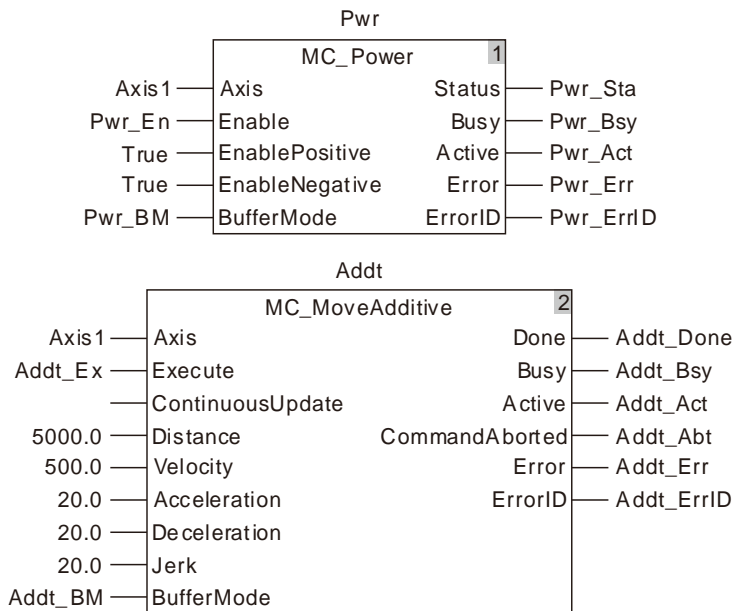 Pwr
MC_Power 1
Axis1 Axis Status Pwr_Sta
Pwr_En Enable Busy Pwr_Bsy
True EnablePositive Active Pwr_Act
True EnableNegative Error Pwr_Err
Pwr_BM BufferMode ErrorID Pwr_ErrID
Addt
MC_MoveAdditive 2
Axis1 Axis Done Addt_Done
Addt_Ex Execute Busy Addt_Bsy
ContinuousUpdate Active Addt_Act
5000.0 Distance CommandAborted Addt_Abt
500.0 Velocity Error Addt_Err
20.0 Acceleration ErrorID Addt_ErrID
20.0 Deceleration
20.0 Jerk
Addt_BM BufferMode